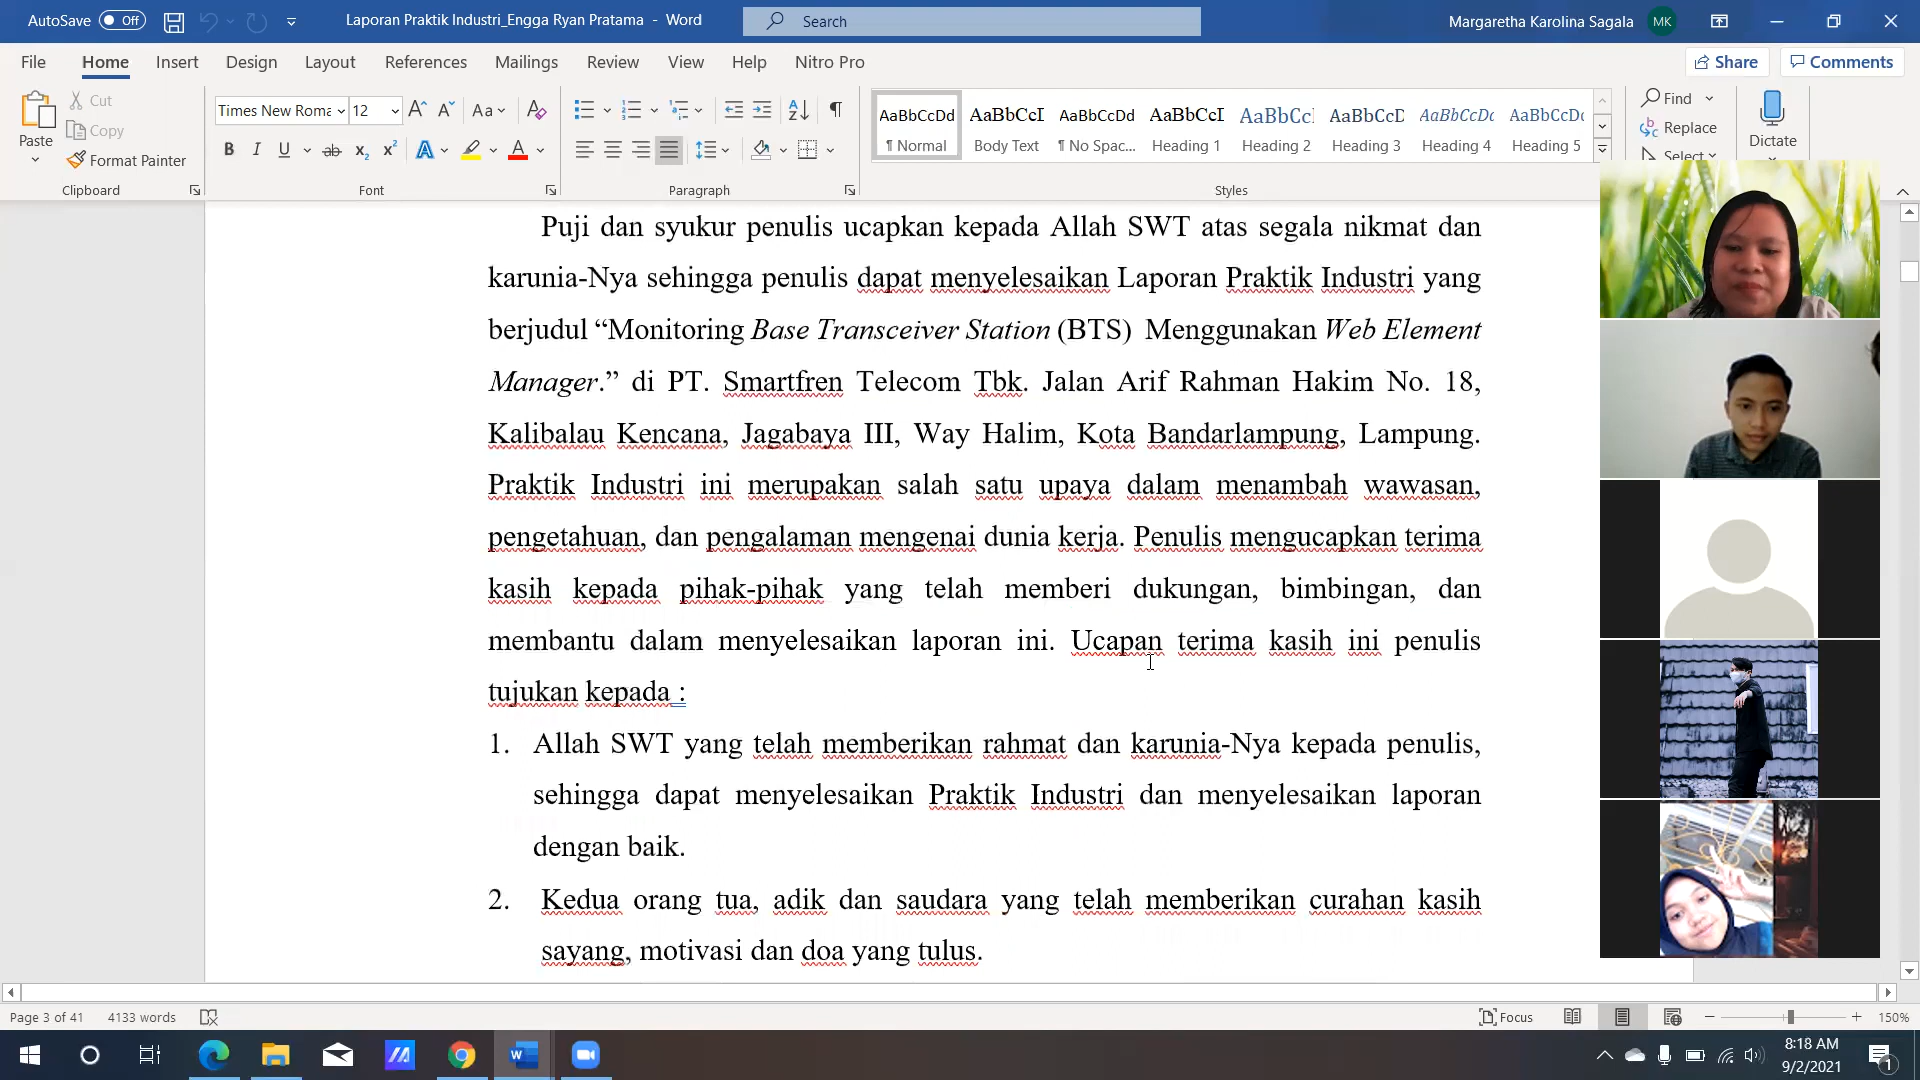 AutoSave Off Laporan Praktik Industri_Engga Ryan Pratama - Word Search Margaretha Karolina Sagala MK
File Home Insert Design Layout References Mailings Review View Help Nitro Pro Share Comments
Paste Cut Copy Format Painter
Times New Roma 12
AaBbCcDd AaBbCcI AaBbCcDd AaBbCcI AaBbCcI AaBbCcD AaBbCcDc AaBbCcDc
¶ Normal Body Text ¶ No Spac... Heading 1 Heading 2 Heading 3 Heading 4 Heading 5
Find
Replace
Select
Dictate
Clipboard Font Paragraph Styles
Puji dan syukur penulis ucapkan kepada Allah SWT atas segala nikmat dan
karunia-Nya sehingga penulis dapat menyelesaikan Laporan Praktik Industri yang
berjudul “Monitoring Base Transceiver Station (BTS) Menggunakan Web Element
Manager.” di PT. Smartfren Telecom Tbk. Jalan Arif Rahman Hakim No. 18,
Kalibalau Kencana, Jagabaya III, Way Halim, Kota Bandarlampung, Lampung.
Praktik Industri ini merupakan salah satu upaya dalam menambah wawasan,
pengetahuan, dan pengalaman mengenai dunia kerja. Penulis mengucapkan terima
kasih kepada pihak-pihak yang telah memberi dukungan, bimbingan, dan
membantu dalam menyelesaikan laporan ini. Ucapan terima kasih ini penulis
tujukan kepada :
1. Allah SWT yang telah memberikan rahmat dan karunia-Nya kepada penulis,
sehingga dapat menyelesaikan Praktik Industri dan menyelesaikan laporan
dengan baik.
2. Kedua orang tua, adik dan saudara yang telah memberikan curahan kasih
sayang, motivasi dan doa yang tulus.
Page 3 of 41 4133 words Focus 150%
8:18 AM
9/2/2021
1